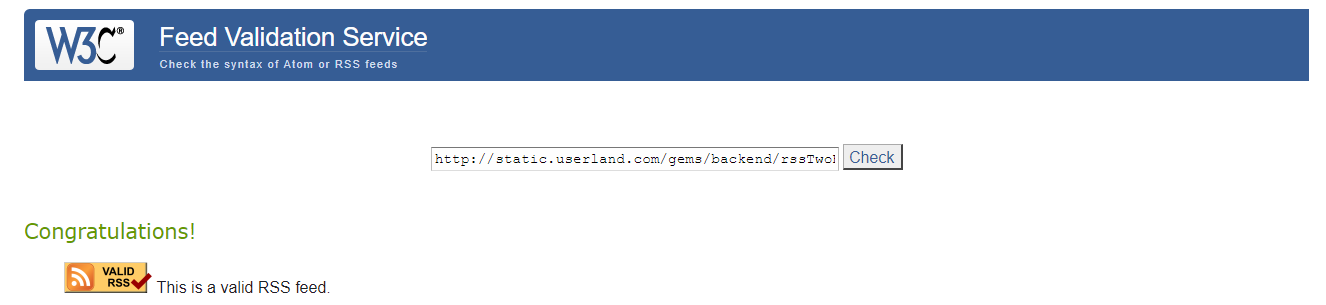 W3C®
Feed Validation Service
Check the syntax of Atom or RSS feeds
http://static.userland.com/gems/backend/rssTwo
Check
Congratulations!
VALID
RSS
This is a valid RSS feed.